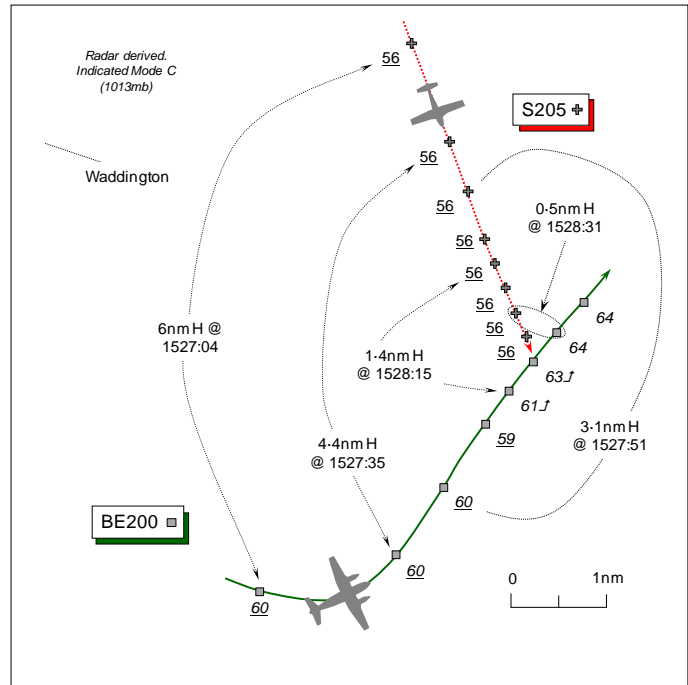 Radar derived.
Indicated Mode C
(1013mb)
56
S205
Waddington
56
56
0·5nm H
@ 1528:31
56
56
6nm H @
1527:04
56
64
56
64
1·4nm H
@ 1528:15
56
63
61
3·1nm H
@ 1527:51
59
4·4nm H
@ 1527:35
60
BE200
60
60
0
1nm